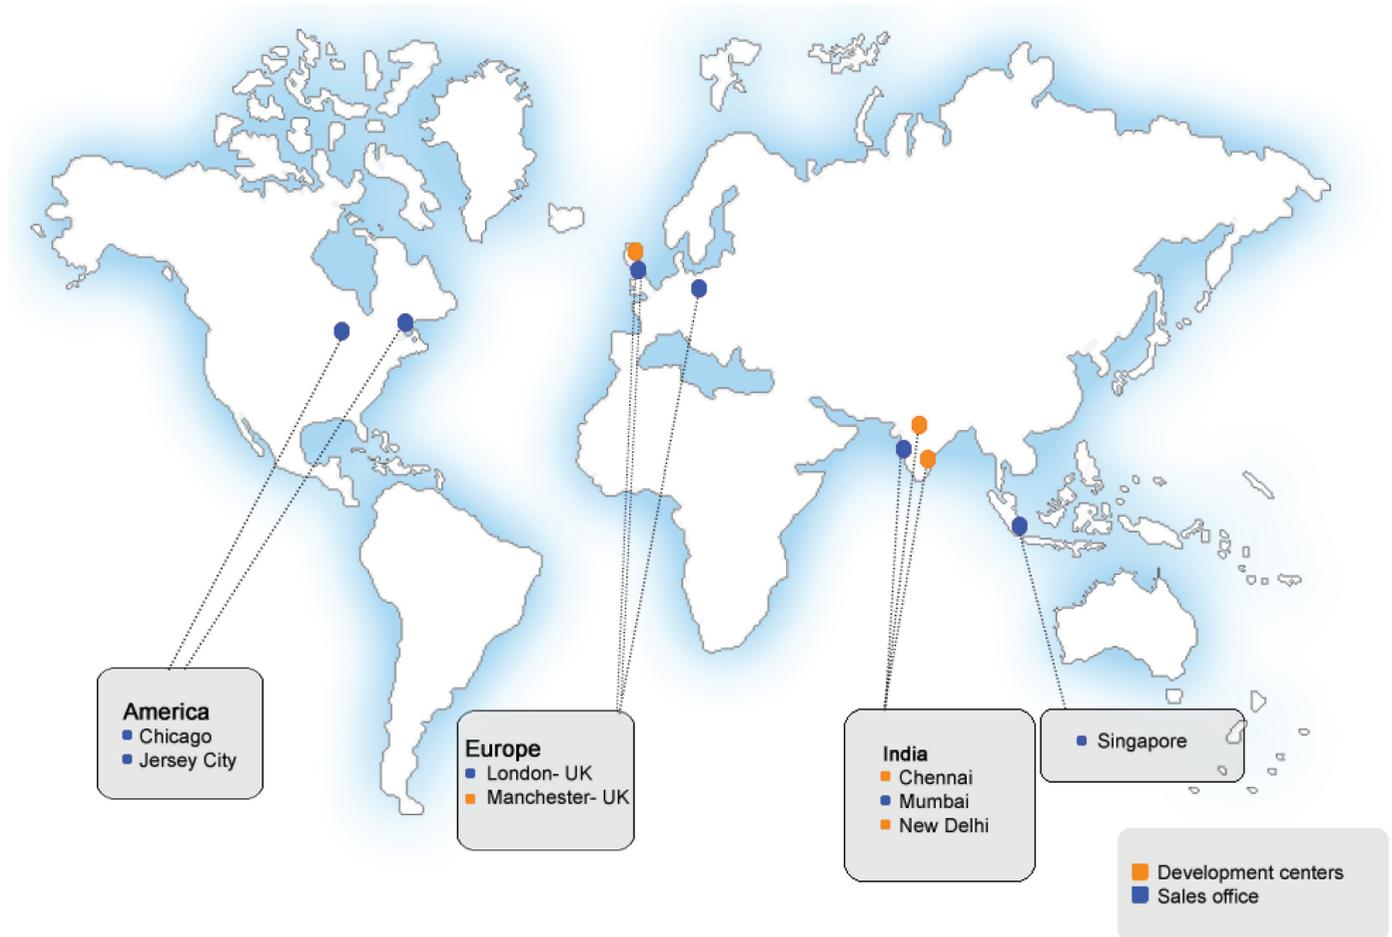 America
Chicago
Jersey City
Europe
London- UK
Manchester- UK
India
Chennai
Mumbai
New Delhi
Singapore
Development centers
Sales office